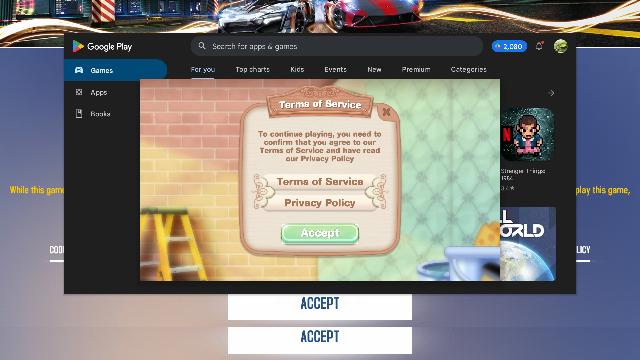 Google Play
Search for apps & games
2,080
Games
For you
Top charts
Kids
Events
New
Premium
Categories
Apps
Books
Terms of Service
To continue playing, you need to
confirm that you agree to our
Terms of Service and have read
our Privacy Policy
Terms of Service
Privacy Policy
Accept
Stranger Things:
1984
While this game
play this game,
ACCEPT
ACCEPT